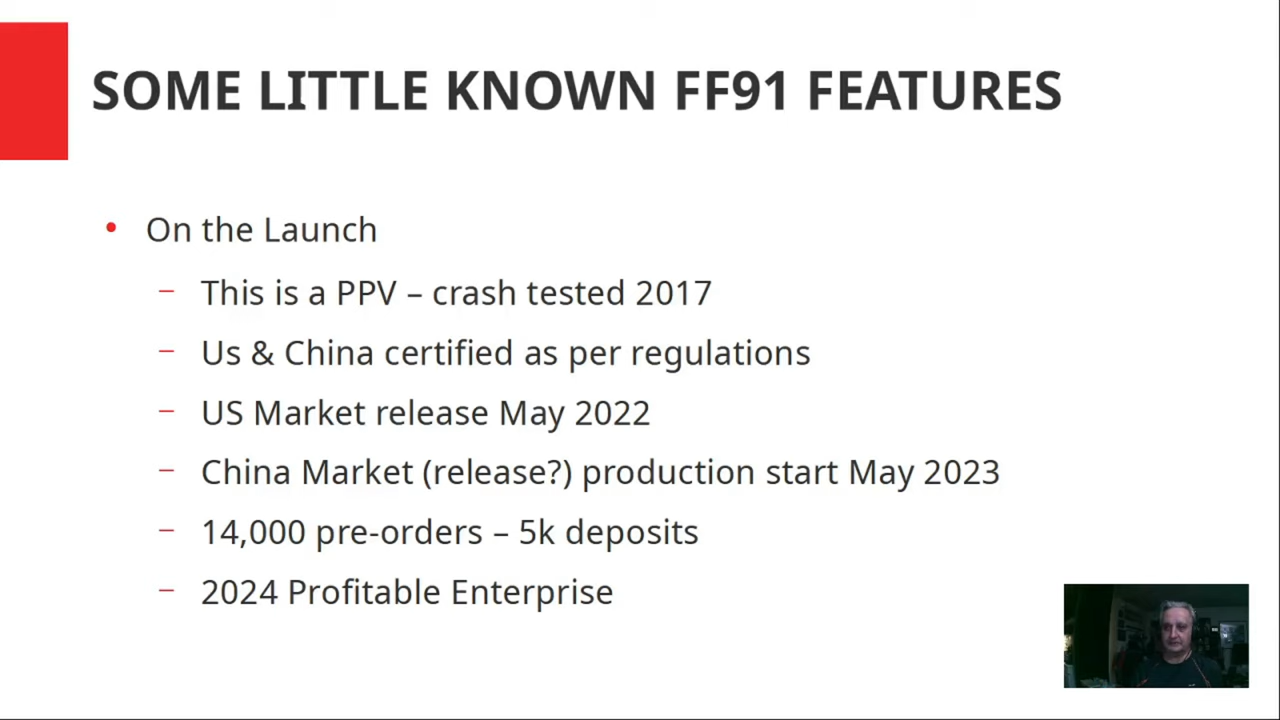 SOME LITTLE KNOWN FF91 FEATURES
• On the Launch
– This is a PPV – crash tested 2017
– Us & China certified as per regulations
– US Market release May 2022
– China Market (release?) production start May 2023
– 14,000 pre-orders – 5k deposits
– 2024 Profitable Enterprise